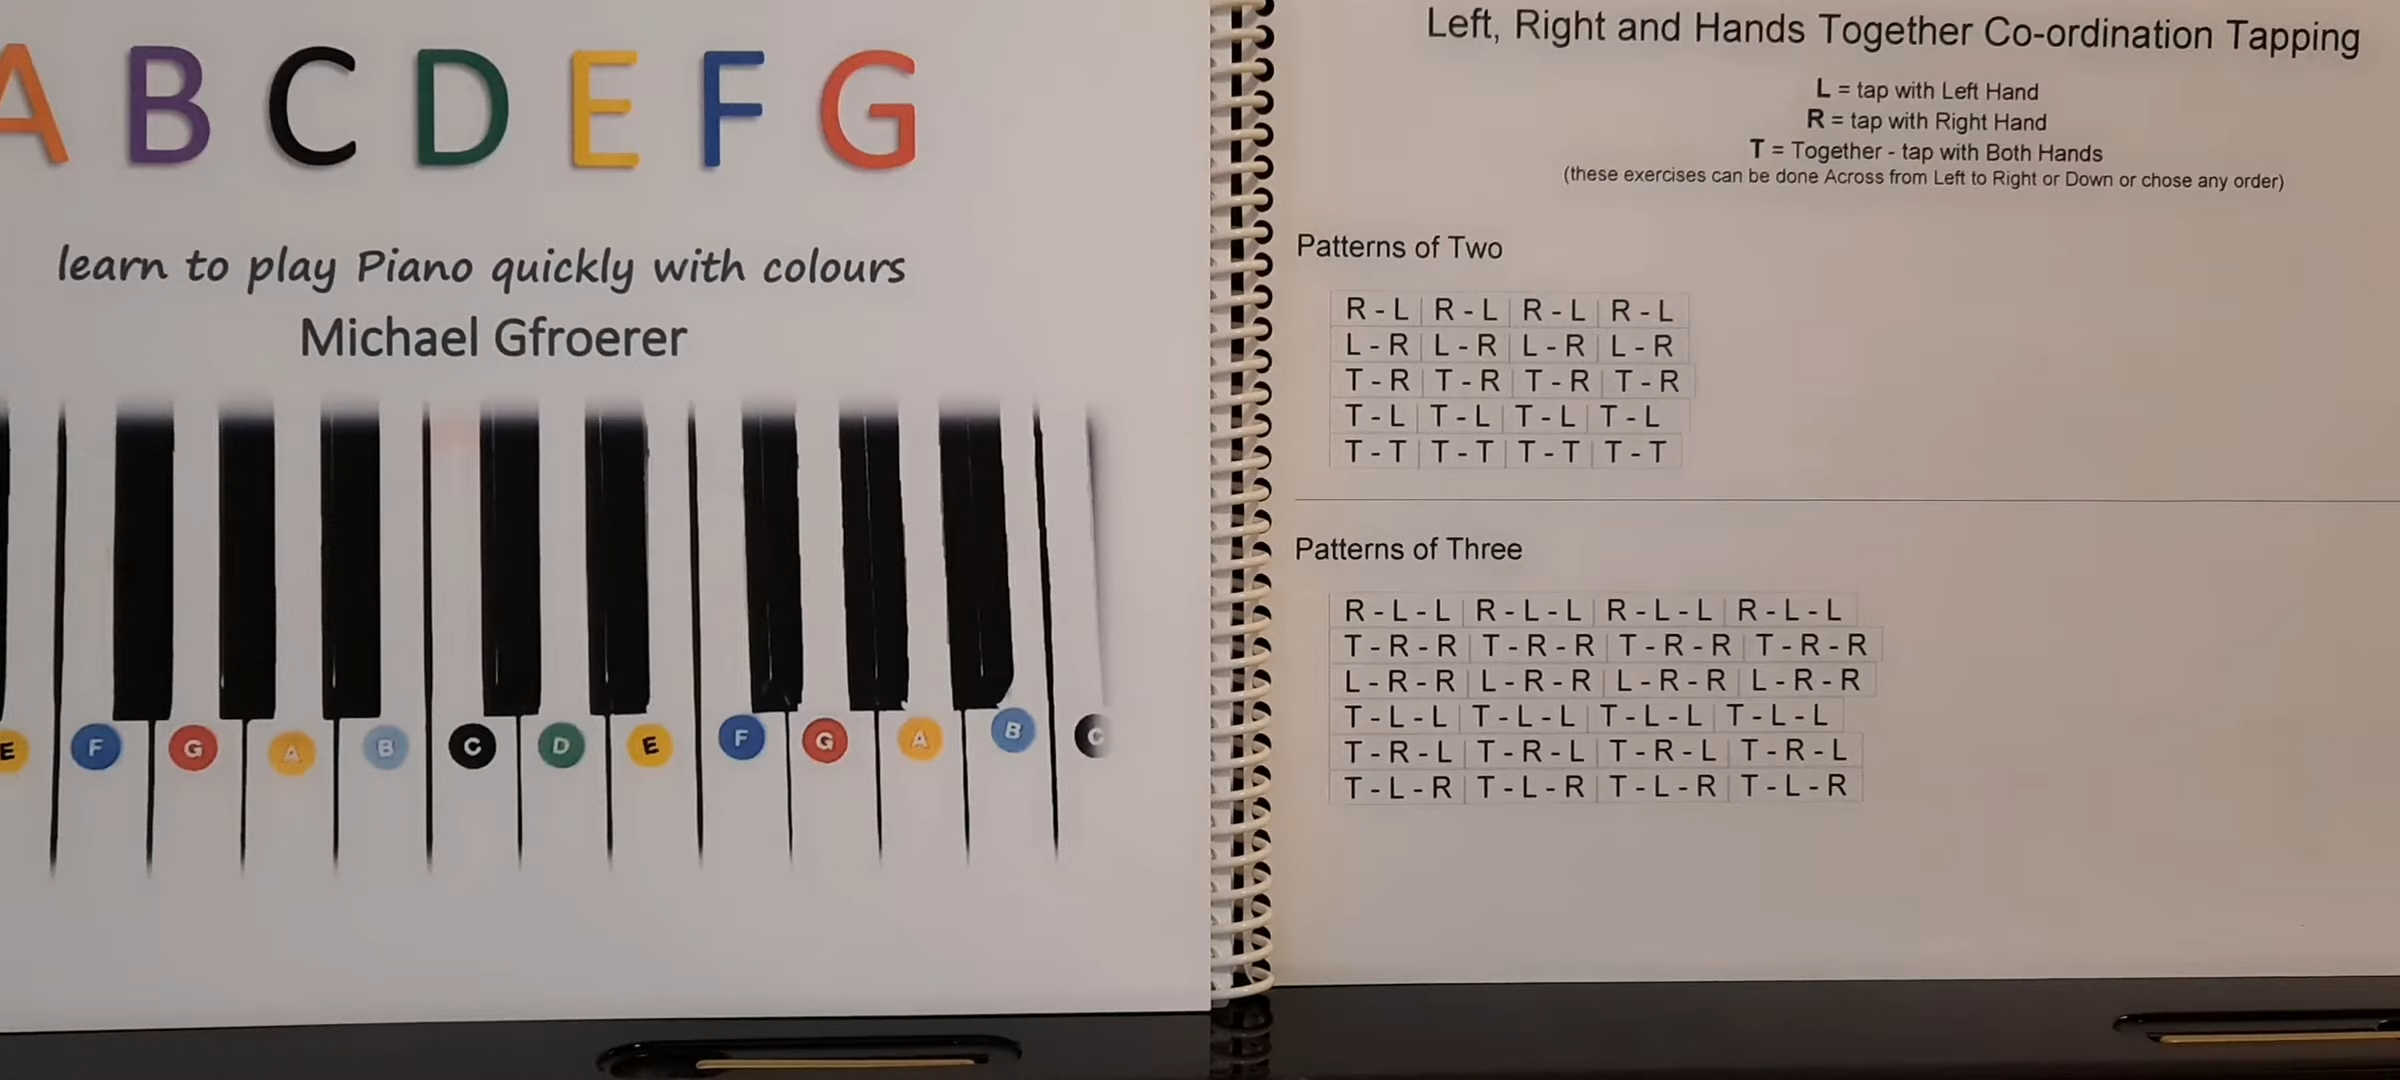 A B C D E F G
learn to play Piano quickly with colours
Michael Gfroerer
E F G A B C D E F G A B C
Left, Right and Hands Together Co-ordination Tapping
L = tap with Left Hand
R = tap with Right Hand
T = Together - tap with Both Hands
(these exercises can be done Across from Left to Right or Down or chose any order)
Patterns of Two
R - L R - L R - L R - L
L - R L - R L - R L - R
T - R T - R T - R T - R
T - L T - L T - L T - L
T - T T - T T - T T - T
Patterns of Three
R - L - L R - L - L R - L - L R - L - L
T - R - R T - R - R T - R - R T - R - R
L - R - R L - R - R L - R - R L - R - R
T - L - L T - L - L T - L - L T - L - L
T - R - L T - R - L T - R - L T - R - L
T - L - R T - L - R T - L - R T - L - R